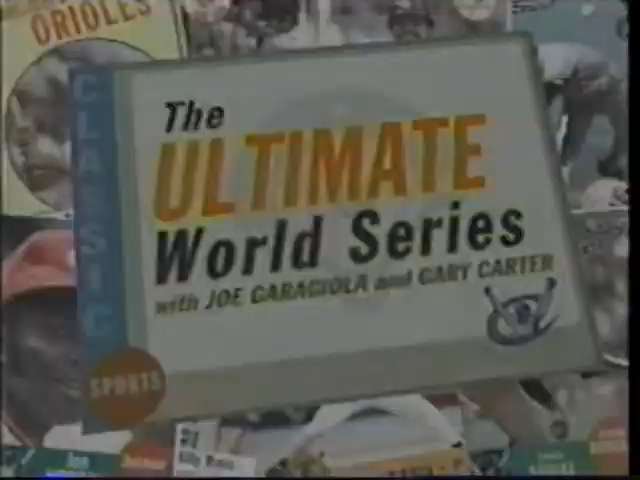 ORIOLES
The
ULTIMATE
World Series
with JOE GARAGIOLA and GARY CARTER
CLASSIC
SPORTS